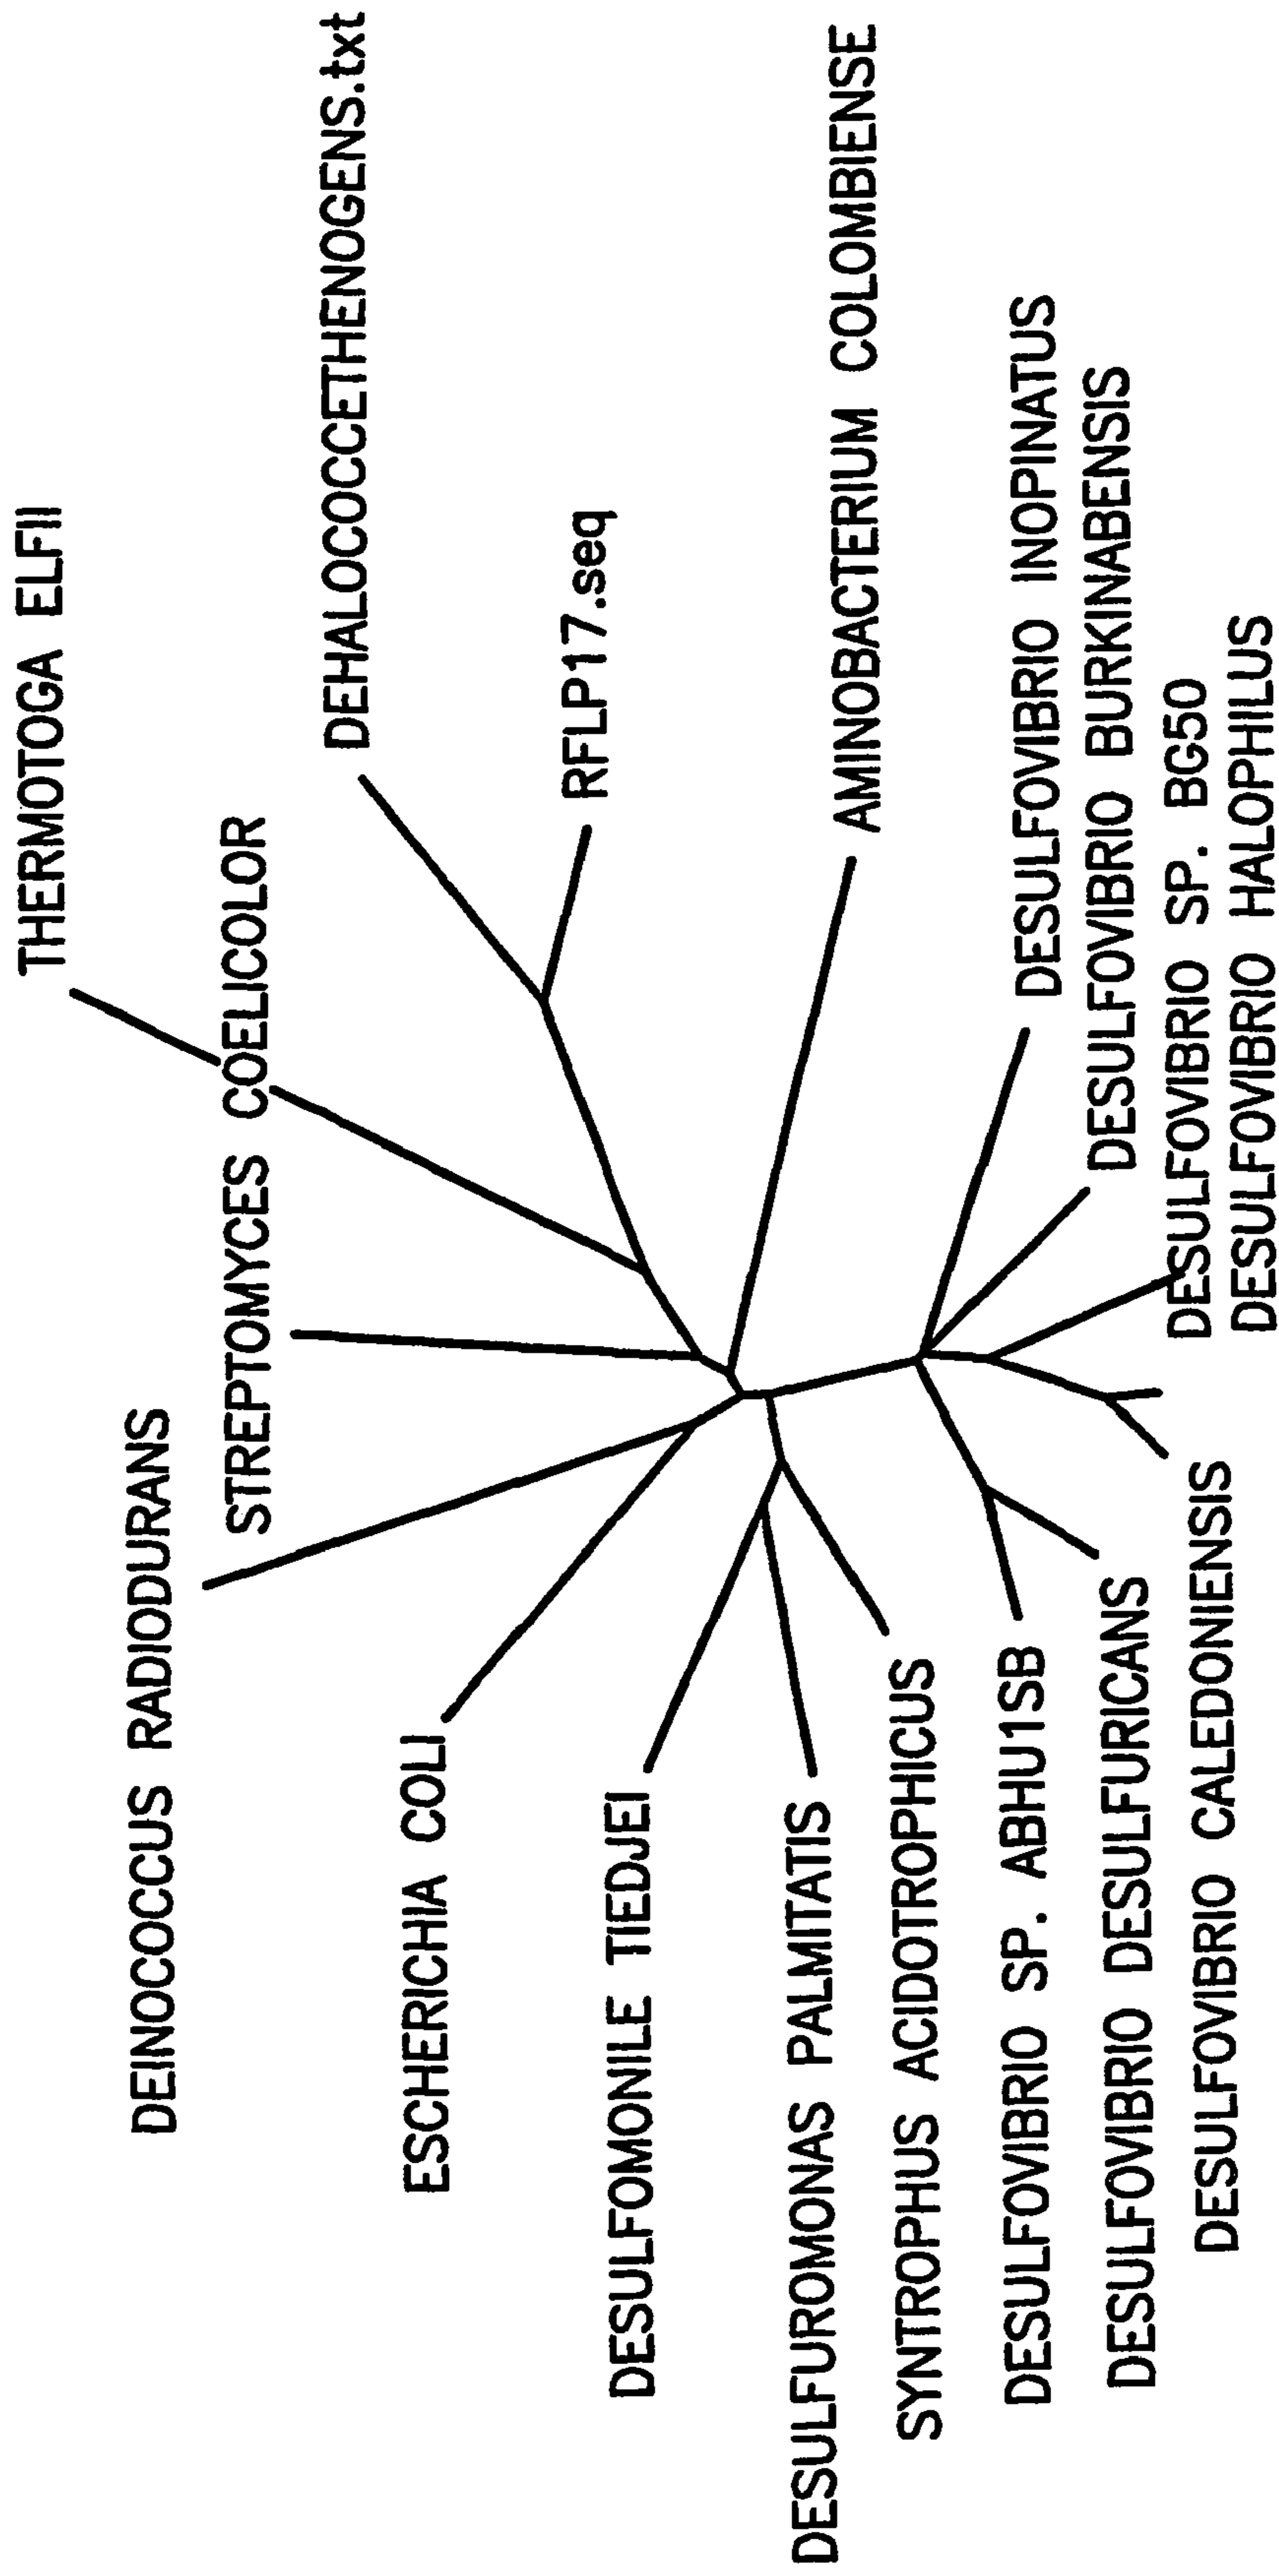 THERMOTOGA ELFII
DEINOCOCCUS RADIODURANS
STREPTOMYCES COELICOLOR
DEHALOCOCCETHENOGENS.txt
ESCHERICHIA COLI
RFLP17.seq
DESULFOMONILE TIEDJEI
DESULFUROMONAS PALMITATIS
AMINOBACTERIUM COLOMBIENSE
SYNTROPHUS ACIDOTROPHICUS
DESULFOVIBRIO SP. ABHU1SB
DESULFOVIBRIO INOPINATUS
DESULFOVIBRIO DESULFURICANS
DESULFOVIBRIO BURKINABENSIS
DESULFOVIBRIO CALEDONIENSIS
DESULFOVIBRIO SP. BG50
DESULFOVIBRIO HALOPHILUS